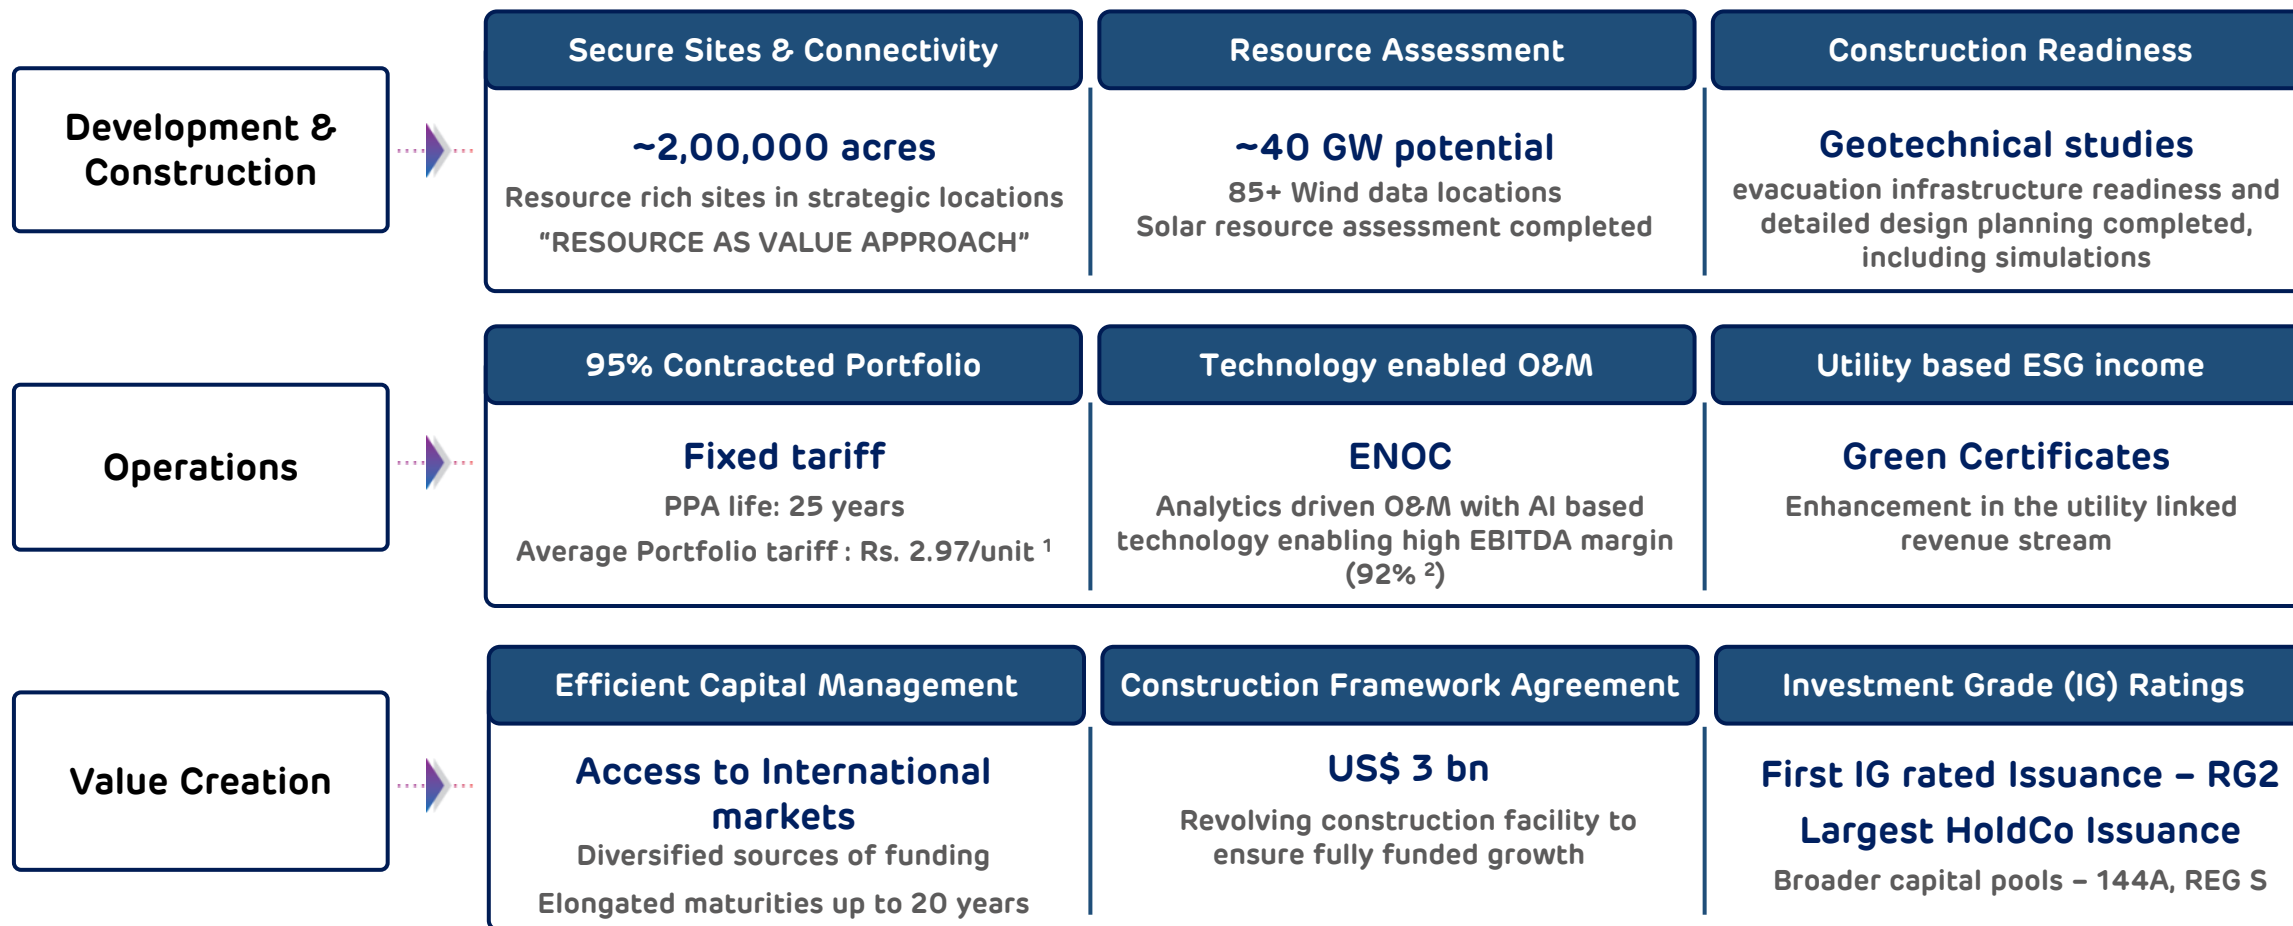 Development &
Construction
Secure Sites & Connectivity
~2,00,000 acres
Resource rich sites in strategic locations
“RESOURCE AS VALUE APPROACH”
Resource Assessment
~40 GW potential
85+ Wind data locations
Solar resource assessment completed
Construction Readiness
Geotechnical studies
evacuation infrastructure readiness and
detailed design planning completed,
including simulations
Operations
95% Contracted Portfolio
Fixed tariff
PPA life: 25 years
Average Portfolio tariff : Rs. 2.97/unit ¹
Technology enabled O&M
ENOC
Analytics driven O&M with AI based
technology enabling high EBITDA margin
(92% ²)
Utility based ESG income
Green Certificates
Enhancement in the utility linked
revenue stream
Value Creation
Efficient Capital Management
Access to International
markets
Diversified sources of funding
Elongated maturities up to 20 years
Construction Framework Agreement
US$ 3 bn
Revolving construction facility to
ensure fully funded growth
Investment Grade (IG) Ratings
First IG rated Issuance – RG2
Largest HoldCo Issuance
Broader capital pools – 144A, REG S